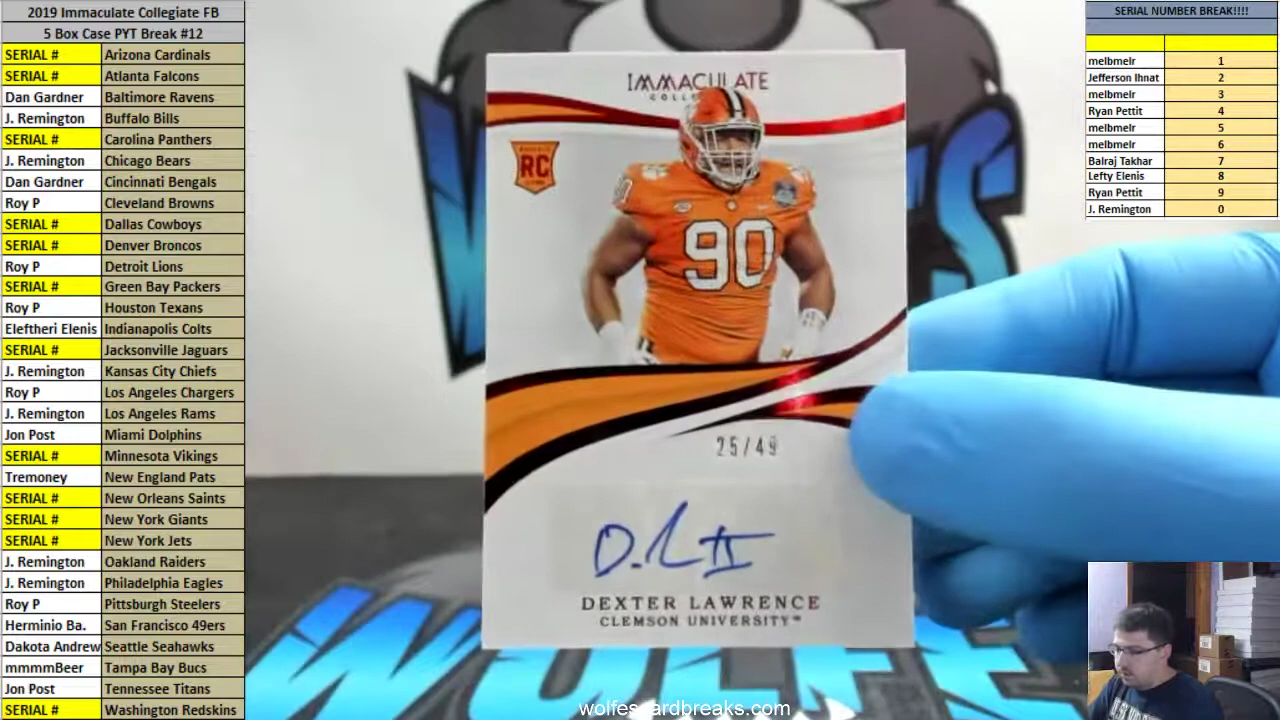 2019 Immaculate Collegiate FB
5 Box Case PYT Break #12
SERIAL # Arizona Cardinals
SERIAL # Atlanta Falcons
Dan Gardner Baltimore Ravens
J. Remington Buffalo Bills
SERIAL # Carolina Panthers
J. Remington Chicago Bears
Dan Gardner Cincinnati Bengals
Roy P Cleveland Browns
SERIAL # Dallas Cowboys
SERIAL # Denver Broncos
Roy P Detroit Lions
SERIAL # Green Bay Packers
Roy P Houston Texans
Eleftheri Elenis Indianapolis Colts
SERIAL # Jacksonville Jaguars
J. Remington Kansas City Chiefs
Roy P Los Angeles Chargers
J. Remington Los Angeles Rams
Jon Post Miami Dolphins
SERIAL # Minnesota Vikings
Tremoney New England Pats
SERIAL # New Orleans Saints
SERIAL # New York Giants
SERIAL # New York Jets
J. Remington Oakland Raiders
J. Remington Philadelphia Eagles
Roy P Pittsburgh Steelers
Herminio Ba. San Francisco 49ers
Dakota Andrew Seattle Seahawks
mmmmBeer Tampa Bay Bucs
Jon Post Tennessee Titans
SERIAL # Washington Redskins
IMMACULATE
RC
90
90
25/49
DEXTER LAWRENCE
CLEMSON UNIVERSITY™
WOLFE
wolfescardbreaks.com
SERIAL NUMBER BREAK!!!!
melbmelr 1
Jefferson Ihnat 2
melbmelr 3
Ryan Pettit 4
melbmelr 5
melbmelr 6
Balraj Takhar 7
Lefty Elenis 8
Ryan Pettit 9
J. Remington 0